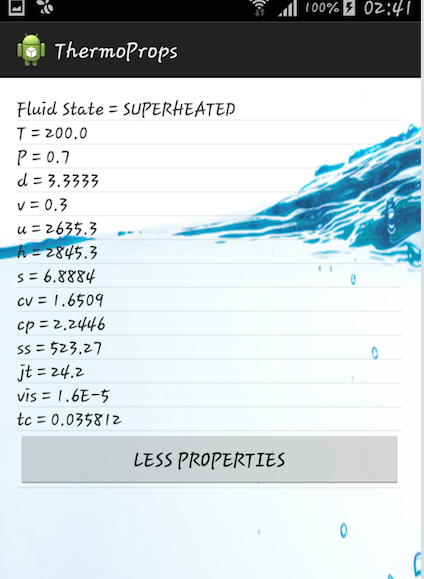 100% 02:41
ThermoProps
Fluid State = SUPERHEATED
T = 200.0
P = 0.7
d = 3.3333
v = 0.3
u = 2635.3
h = 2845.3
s = 6.8884
cv = 1.6509
cp = 2.2446
ss = 523.27
jt = 24.2
vis = 1.6E-5
tc = 0.035812
LESS PROPERTIES